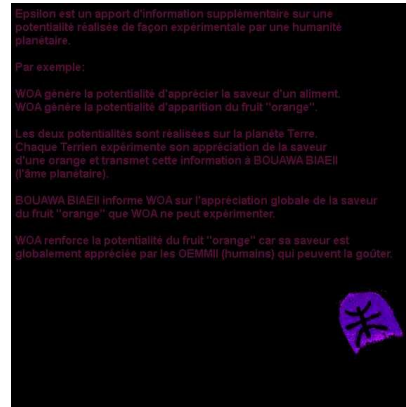 Epsilon est un apport d'information supplémentaire sur une
potentialité réalisée de façon expérimentale par une humanité
planétaire.
Par exemple:
WOA génère la potentialité d'apprécier la saveur d'un aliment.
WOA génère la potentialité d'apparition du fruit "orange".
Les deux potentialités sont réalisées sur la planète Terre.
Chaque Terrien expérimente son appréciation de la saveur
d'une orange et transmet cette information à BOUAWA BIAEII
(l'âme planétaire).
BOUAWA BIAEII informe WOA sur l'appréciation globale de la saveur
du fruit "orange" que WOA ne peut expérimenter.
WOA renforce la potentialité du fruit "orange" car sa saveur est
globalement appréciée par les OEMMII (humains) qui peuvent la goûter.